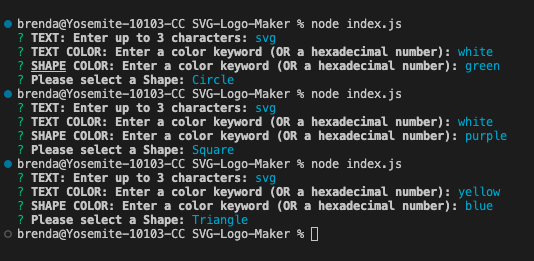 brenda@Yosemite-10103-CC SVG-Logo-Maker % node index.js
? TEXT: Enter up to 3 characters: svg
? TEXT COLOR: Enter a color keyword (OR a hexadecimal number): white
? SHAPE COLOR: Enter a color keyword (OR a hexadecimal number): green
? Please select a Shape: Circle
brenda@Yosemite-10103-CC SVG-Logo-Maker % node index.js
? TEXT: Enter up to 3 characters: svg
? TEXT COLOR: Enter a color keyword (OR a hexadecimal number): white
? SHAPE COLOR: Enter a color keyword (OR a hexadecimal number): purple
? Please select a Shape: Square
brenda@Yosemite-10103-CC SVG-Logo-Maker % node index.js
? TEXT: Enter up to 3 characters: svg
? TEXT COLOR: Enter a color keyword (OR a hexadecimal number): yellow
? SHAPE COLOR: Enter a color keyword (OR a hexadecimal number): blue
? Please select a Shape: Triangle
brenda@Yosemite-10103-CC SVG-Logo-Maker %